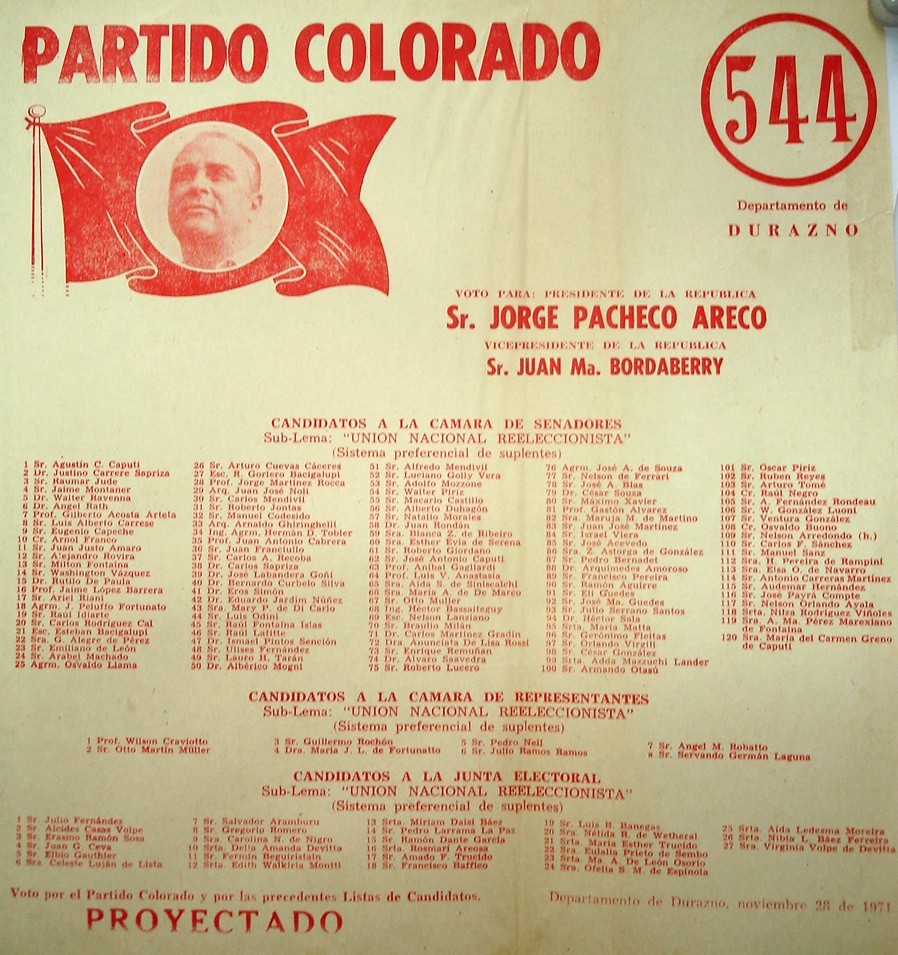 PARTIDO COLORADO
544
Departamento de
DURAZNO
VOTO PARA: PRESIDENTE DE LA REPUBLICA
Sr. JORGE PACHECO ARECO
VICEPRESIDENTE DE LA REPUBLICA
Sr. JUAN Ma. BORDABERRY
CANDIDATOS A LA CAMARA DE SENADORES
Sub-Lema: "UNION NACIONAL REELECCIONISTA"
(Sistema preferencial de suplentes)
1 Sr. Agustín C. Caputi
2 Dr. Justino Carrere Sapriza
3 Sr. Raumar Jude
4 Sr. Jaime Montaner
5 Dr. Walter Ravenna
6 Dr. Angel Rath
7 Prof. Gilberto Acosta Arteta
8 Sr. Luis Alberto Carrese
9 Sr. Eugenio Capeche
10 Cr. Arnol Franco
11 Sr. Juan Justo Amaro
12 Sr. Alejandro Rovira
13 Sr. Milton Fontaina
14 Sr. Washington Vázquez
15 Dr. Rutilo De Paula
16 Prof. Jaime López Barrera
17 Sr. Ariel Riani
18 Agrm. J. Peluffo Fortunato
19 Sr. Raúl Idiarte
20 Sr. Carlos Rodríguez Cal
21 Esc. Esteban Bacigalupi
22 Sra. G. Alegre de Pérez
23 Sr. Emiliano de León
24 Sr. Arabel Machado
25 Agrm. Osvaldo Llama
26 Sr. Arturo Cuevas Cáceres
27 Esc. R. Gorlero Bacigalupi
28 Prof. Jorge Martínez Rocca
29 Arq. Juan José Noli
30 Sr. Carlos Mendivil
31 Sr. Roberto Jontas
32 Sr. Manuel Codesido
33 Arq. Arnaldo Ghiringhelli
34 Ing. Agrm. Hernán D. Tobler
35 Prof. Juan Antonio Cabrera
36 Sr. Juan Franciullo
37 Sr. Carlos A. Recoba
38 Dr. Carlos Sapriza
39 Dr. José Labandera Goñi
40 Dr. Bernardo Curbelo Silva
41 Dr. Eros Simón
42 Dr. Eduardo Jardim Núñez
43 Sra. Mary P. de Di Carlo
44 Sr. Luis Odini
45 Sr. Raúl Fontaina Islas
46 Sr. Raúl Lafitte
47 Dr. Ismael Pintos Sención
48 Sr. Ulises Fernández
49 Sr. Lauro H. Tarán
50 Dr. Albérico Mogni
51 Sr. Alfredo Mendivil
52 Sr. Luciano Golly Vera
53 Sr. Adolfo Mozzone
54 Sr. Walter Píriz
55 Sr. Macario Castillo
56 Sr. Alberto Duhagón
57 Sr. Natalio Morales
58 Dr. Juan Rondán
59 Sra. Blanca Z. de Ribeiro
60 Sra. Esther Evia de Serena
61 Sr. Roberto Giordano
62 Sr. José Antonio Caputi
63 Prof. Aníbal Gagliardi
64 Prof. Luis V. Anastasia
65 Sra. Aída S. de Siniscalchi
66 Sra. María A. de De Marco
67 Sr. Otto Muller
68 Ing. Héctor Bassaiteguy
69 Esc. Nelson Lanziano
70 Sr. Braulio Milán
71 Dr. Carlos Martínez Gradin
72 Dra. Anunciata De Lisa Rossi
73 Sr. Enrique Remuñán
74 Dr. Alvaro Saavedra
75 Sr. Roberto Lucero
76 Agrm. José A. de Souza
77 Sr. Nelson de Ferrari
78 Sr. José A. Blas
79 Dr. César Souza
80 Sr. Máximo Xavier
81 Prof. Gastón Alvarez
82 Sra. Maruja M. de Martino
83 Sr. Juan José Martínez
84 Sr. Israel Viera
85 Sr. José Acevedo
86 Sra. Z. Astorga de González
87 Sr. Pedro Bernadet
88 Dr. Arquímedes Amoroso
89 Sr. Francisco Pereira
90 Sr. Ramón Aguirre
91 Sr. Eli Guedes
92 Sr. José Ma. Guedes
93 Sr. Juan Serrano Santos
94 Dr. Héctor Sala
95 Srta. María Matta
96 Sr. Gerónimo Fleitas
97 Sr. Orlando Virgili
98 Sr. César González
99 Srta. Adda Mazzuchi Lander
100 Sr. Armando Otasú
101 Sr. Oscar Píriz
102 Sr. Ruben Reyes
103 Sr. Arturo Tomé
104 Cr. Raúl Negro
105 Sr. A. Fernández Rondeau
106 Sr. W. González Luoni
107 Sr. Ventura González
108 Cr. Osvaldo Bueno
109 Sr. Nelson Arredondo (h.)
110 Sr. Carlos F. Sánchez
111 Sr. Manuel Sanz
112 Sra. H. Pereira de Rampini
113 Sra. Elsa O. de Navarro
114 Sr. Antonio Carreras Martínez
115 Sr. Audemar Hernández
116 Sr. José Payrá Compte
117 Sr. Nelson Orlando Ayala
118 Srta. Nilza Rodríguez Viñoles
119 Sra. A. Ma. Pérez Marexiano
de Fontaina
120 Sra. María del Carmen Greno
de Caputi
CANDIDATOS A LA CAMARA DE REPRESENTANTES
Sub-Lema: "UNION NACIONAL REELECCIONISTA"
(Sistema preferencial de suplentes)
1 Prof. Wilson Craviotto
2 Sr. Otto Martín Müller
3 Sr. Guillermo Rochón
4 Dra. María J. L. de Fortunatto
5 Sr. Pedro Nell
6 Sr. Julio Ramos Ramos
7 Sr. Angel M. Robatto
8 Sr. Servando Germán Laguna
CANDIDATOS A LA JUNTA ELECTORAL
Sub-Lema: "UNION NACIONAL REELECCIONISTA"
(Sistema preferencial de suplentes)
1 Sr. Julio Fernández
2 Sr. Alcides Casas Volpe
3 Sr. Erasmo Ramón Sosa
4 Sr. Juan G. Ceva
5 Sr. Elbio Gauthier
6 Sra. Celeste Luján de Lista
7 Sr. Salvador Aramburu
8 Sr. Gregorio Romero
9 Sra. Carolina N. de Nigro
10 Srta. Delia Amanda Devitta
11 Sr. Fermín Beguiristain
12 Srta. Edith Walkiria Montti
13 Srta. Miriam Daisi Báez
14 Sr. Pedro Larrama La Paz
15 Sr. Ramón Dante García
16 Srta. Rosmari Areosa
17 Sr. Amado F. Trucido
18 Sr. Francisco Baffico
19 Sr. Luis B. Banegas
20 Sra. Nélida R. de Wetheral
21 Srta. María Esther Trucido
22 Sra. Eulalia Prieto de Sembo
23 Srta. Ma. A. De León Osorio
24 Sra. Ofelia S. M. de Espínola
25 Srta. Aída Ledesma Moreira
26 Srta. Nibia L. Báez Ferreira
27 Sra. Virginia Volpe de Devitta
Voto por el Partido Colorado y por las precedentes Listas de Candidatos.
Departamento de Durazno, noviembre 28 de 1971
PROYECTADO